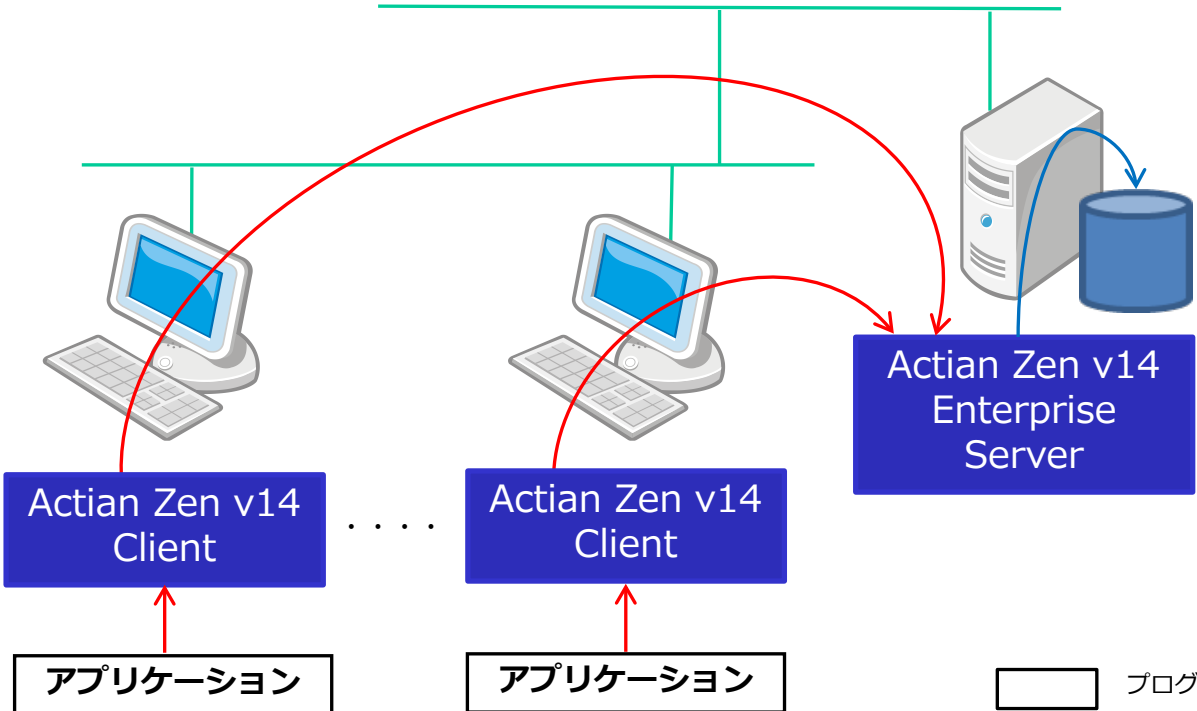 Actian Zen v14
Enterprise
Server
Actian Zen v14
Client
・・・・
Actian Zen v14
Client
アプリケーション
アプリケーション
プログ